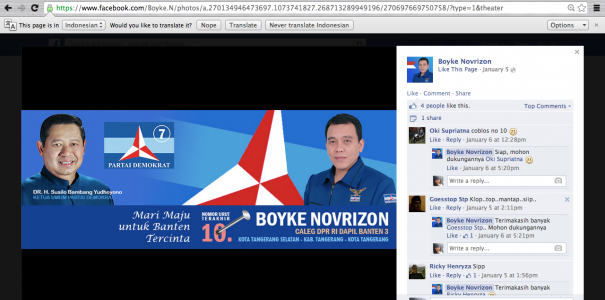 https://www.facebook.com/Boyke.N/photos/a.270134946473697.1073741827.268713289949196/270697669750758/?type=1&theater
This page is in Indonesian Would you like to translate it? Nope Translate Never translate Indonesian Options
7
PARTAI DEMOKRAT
DR. H. Susilo Bambang Yudhoyono
KETUA UMUM PARTAI DEMOKRAT
Mari Maju
untuk Banten
Tercinta
NOMOR URUT
TERAKHIR
10.
BOYKE NOVRIZON
CALEG DPR RI DAPIL BANTEN 3
KOTA TANGERANG SELATAN - KAB. TANGERANG - KOTA TANGERANG
Boyke Novrizon
Like This Page · January 5
Like · Comment · Share
4 people like this. Top Comments
1 share
Oki Supriatna coblos no 10
Like · Reply · January 6 at 12:28pm
Boyke Novrizon Siap, mohon
dukungannya Oki Supriatna
Like · January 6 at 5:20pm
Write a reply...
Goesstop Stp Klop..top..mantap..siip..
Like · Reply · January 5 at 2:11pm
Boyke Novrizon Terimakasih banyak
Goesstop Stp.. Mohon dukungannya
Like · 1 · January 6 at 5:21pm
Write a reply...
Ricky Henryza Sipp
Like · Reply · 1 · January 5 at 1:56pm
Boyke Novrizon Terimakasih banyak
Ricky Henryza